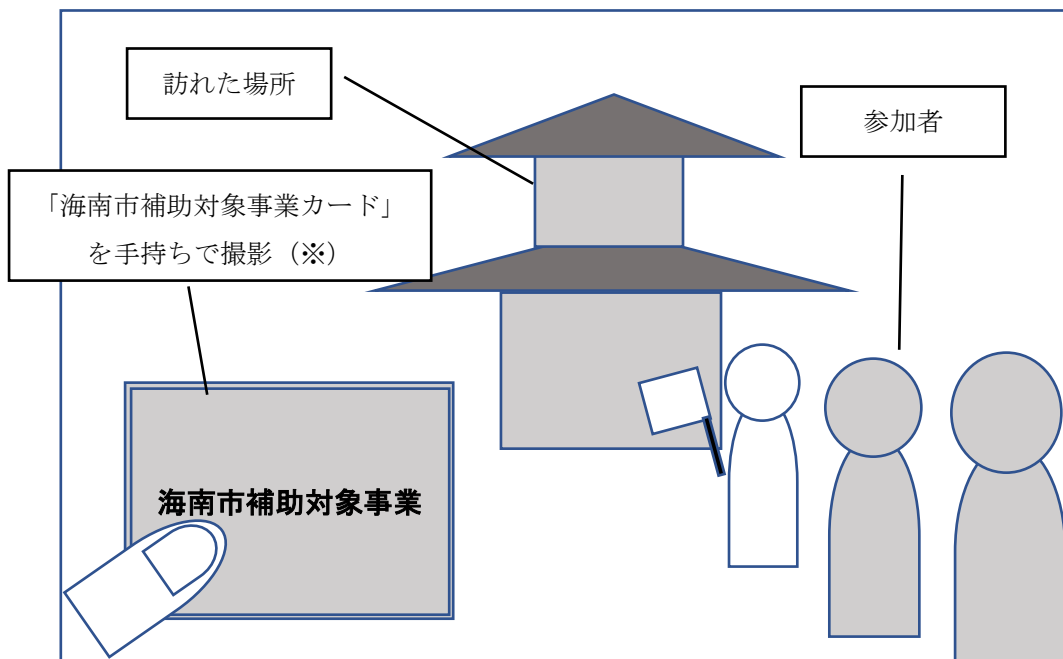 訪れた場所
参加者
「海南市補助対象事業カード」
を手持ちで撮影（※）
海南市補助対象事業